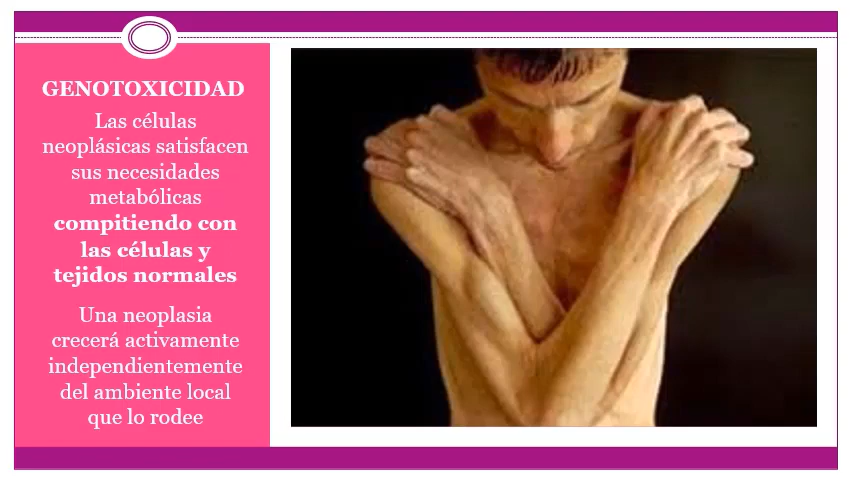 GENOTOXICIDAD
Las células
neoplásicas satisfacen
sus necesidades
metabólicas
compitiendo con
las células y
tejidos normales
Una neoplasia
crecerá activamente
independientemente
del ambiente local
que lo rodee